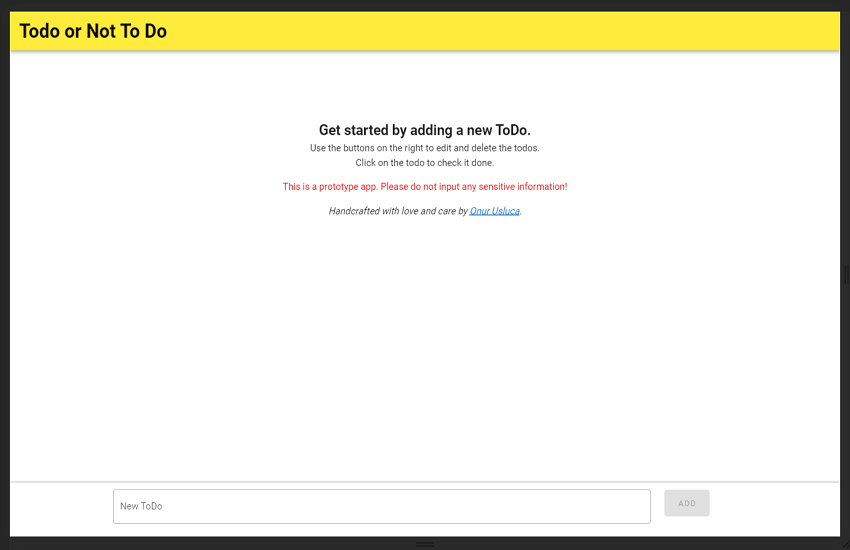 Todo or Not To Do
Get started by adding a new ToDo.
Use the buttons on the right to edit and delete the todos.
Click on the todo to check it done.
This is a prototype app. Please do not input any sensitive information!
Handcrafted with love and care by Onur Usluca.
New ToDo
ADD